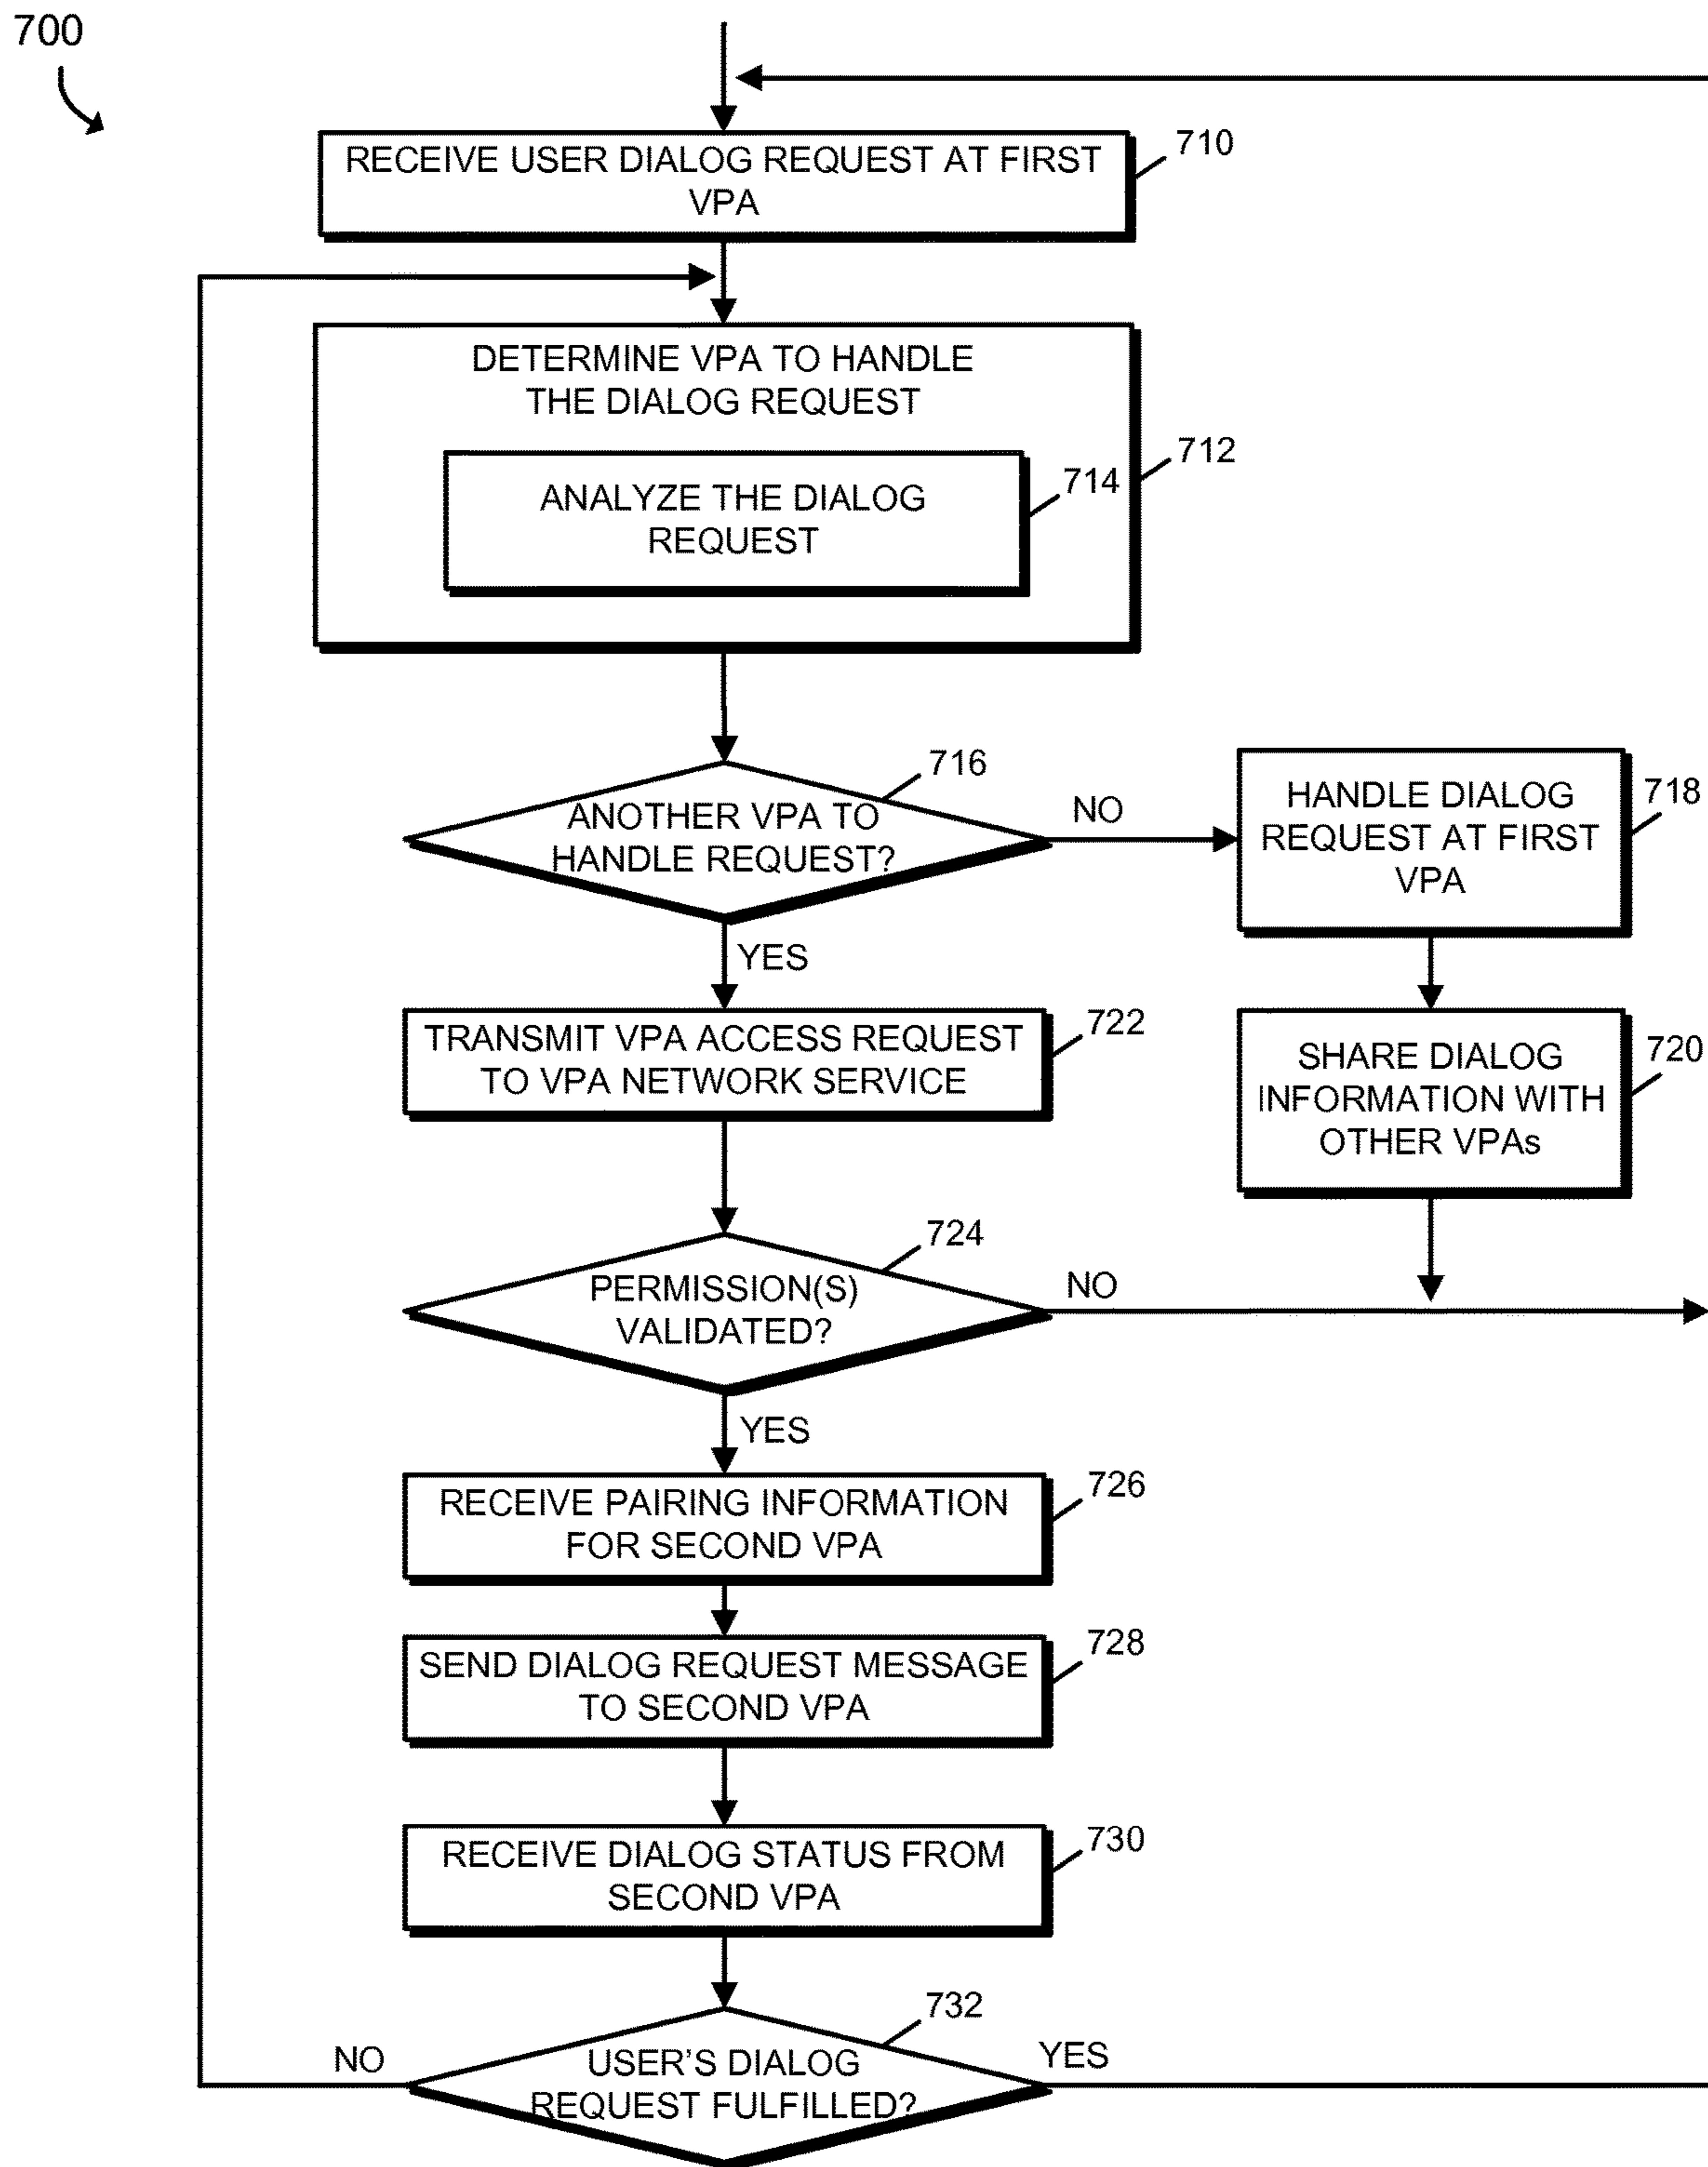 700
RECEIVE USER DIALOG REQUEST AT FIRST
VPA
710
DETERMINE VPA TO HANDLE
THE DIALOG REQUEST
712
ANALYZE THE DIALOG
REQUEST
714
ANOTHER VPA TO
HANDLE REQUEST?
716
NO
HANDLE DIALOG
REQUEST AT FIRST
VPA
718
YES
SHARE DIALOG
INFORMATION WITH
OTHER VPAs
720
TRANSMIT VPA ACCESS REQUEST
TO VPA NETWORK SERVICE
722
PERMISSION(S)
VALIDATED?
724
NO
YES
RECEIVE PAIRING INFORMATION
FOR SECOND VPA
726
SEND DIALOG REQUEST MESSAGE
TO SECOND VPA
728
RECEIVE DIALOG STATUS FROM
SECOND VPA
730
USER'S DIALOG
REQUEST FULFILLED?
732
NO
YES